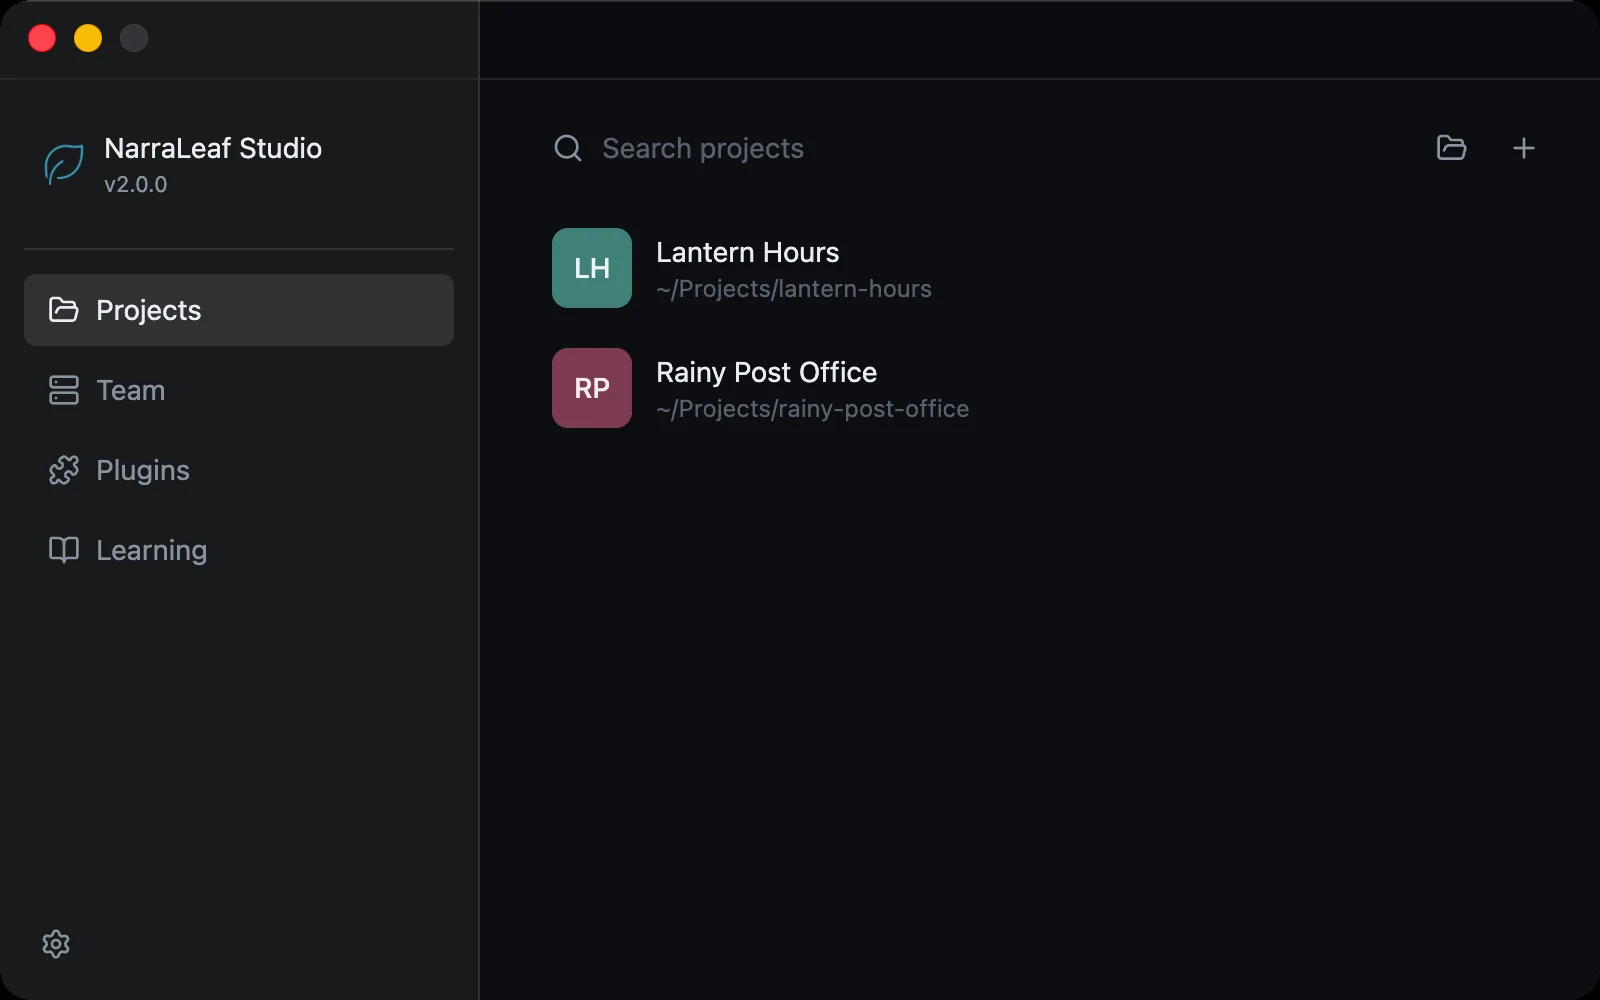 NarraLeaf Studio
v2.0.0
Projects
Team
Plugins
Learning
Search projects
LH
Lantern Hours
~/Projects/lantern-hours
RP
Rainy Post Office
~/Projects/rainy-post-office